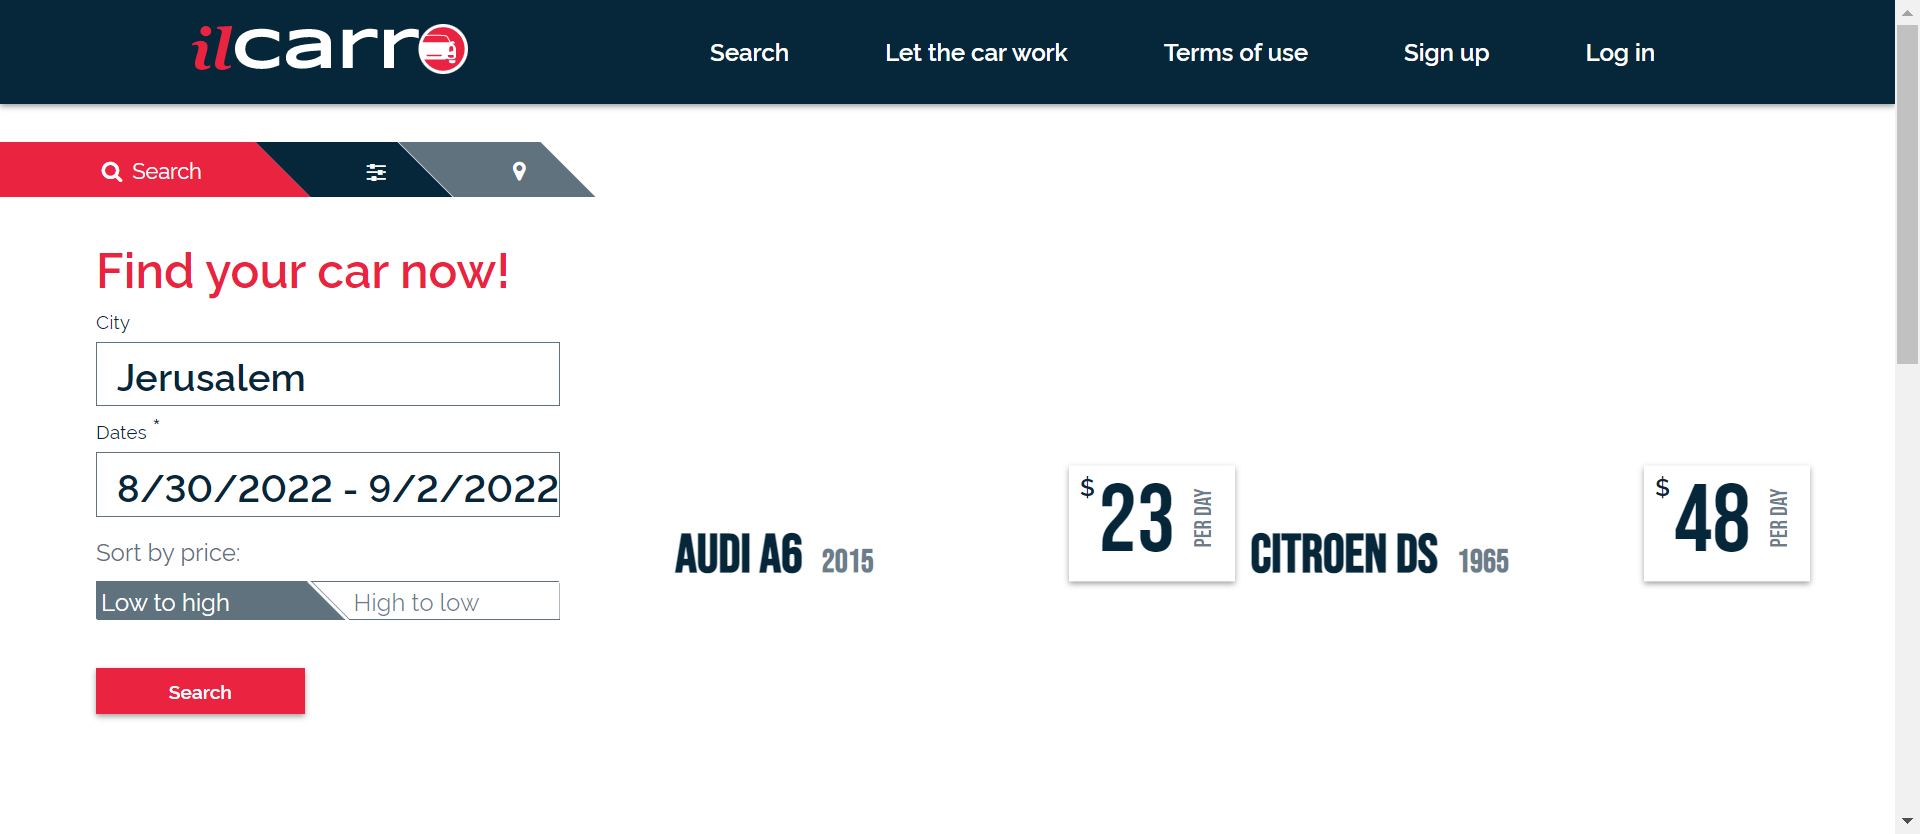 ilcarro
Search
Let the car work
Terms of use
Sign up
Log in
Search
Find your car now!
City
Jerusalem
Dates *
8/30/2022 - 9/2/2022
Sort by price:
Low to high
High to low
Search
AUDI A6 2015
$ 23 PER DAY
CITROEN DS 1965
$ 48 PER DAY